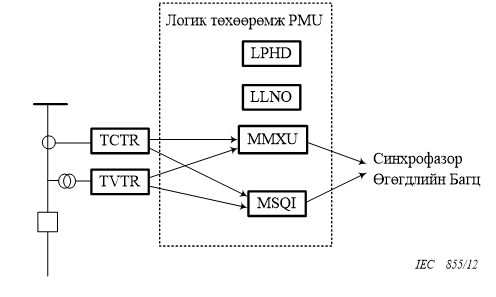 Логик төхөөрөмж PMU
LPHD
LLNO
TCTR
MMXU
TVTR
MSQI
Синхрофазор
Өгөгдлийн Багц
IEC 855/12